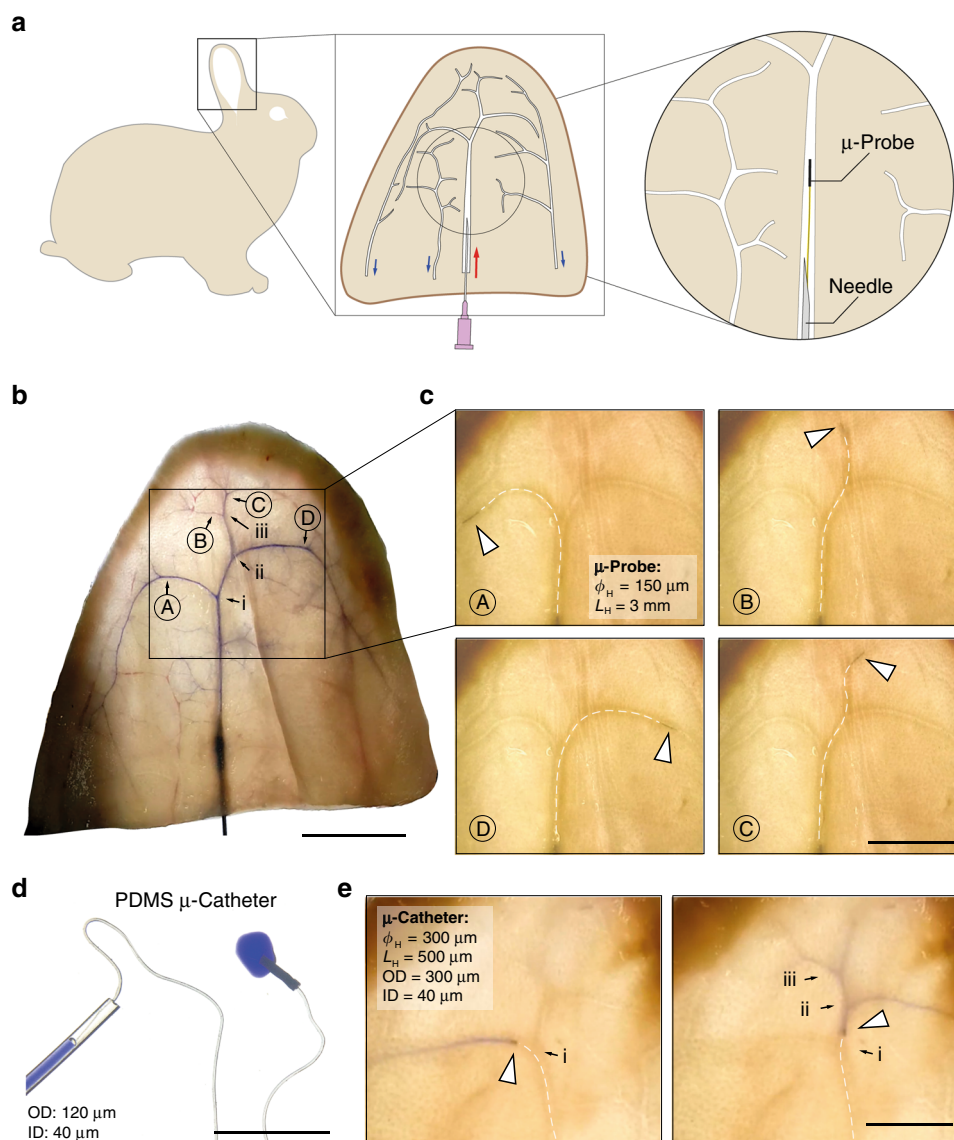 a
μ-Probe
Needle
b
C
iii
B
D
ii
A
i
c
A
μ-Probe:
ϕH = 150 μm
LH = 3 mm
B
D
C
d
PDMS μ-Catheter
OD: 120 μm
ID: 40 μm
e
μ-Catheter:
ϕH = 300 μm
LH = 500 μm
OD = 300 μm
ID = 40 μm
i
iii
ii
i